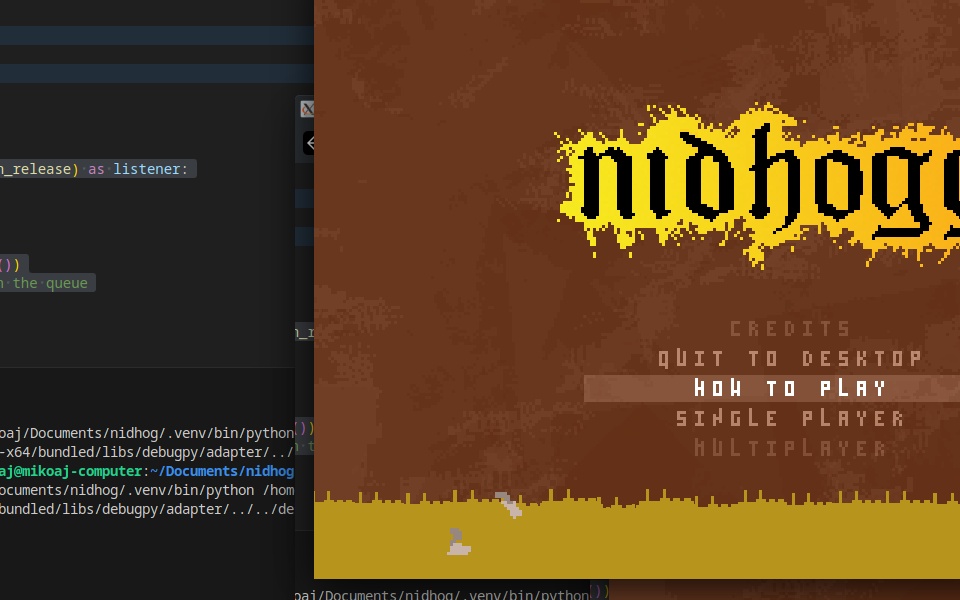 n_release) as listener:
())
n the queue
oaj/Documents/nidhog/.venv/bin/python
-x64/bundled/libs/debugpy/adapter/../
aj@mikoaj-computer:~/Documents/nidhog
ocuments/nidhog/.venv/bin/python /hom
bundled/libs/debugpy/adapter/../../de
n_r
())
n t
nidhogg
CREDITS
QUIT TO DESKTOP
HOW TO PLAY
SINGLE PLAYER
MULTIPLAYER
oaj/Documents/nidhog/.venv/bin/python
))